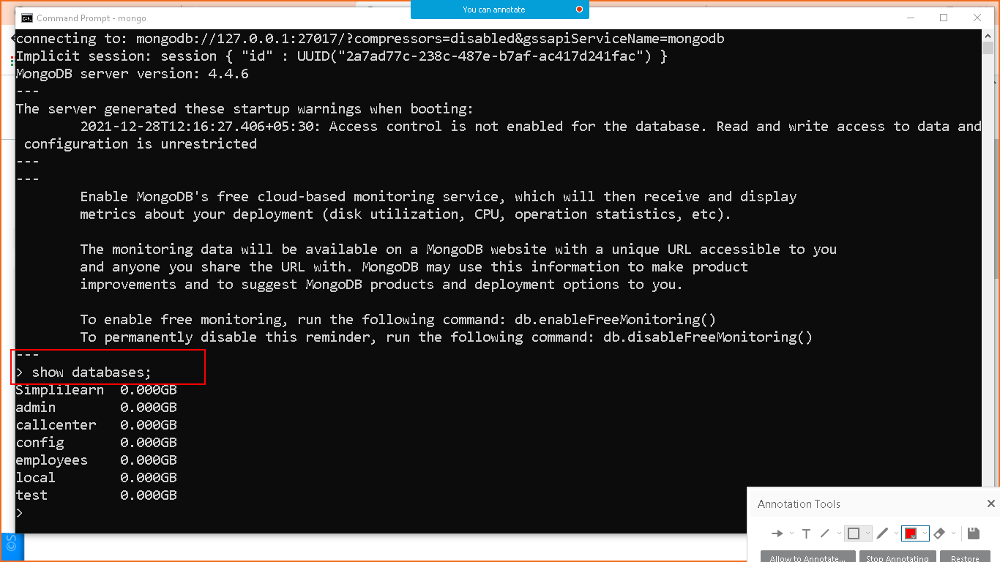 You can annotate
Command Prompt - mongo
connecting to: mongodb://127.0.0.1:27017/?compressors=disabled&gssapiServiceName=mongodb
Implicit session: session { "id" : UUID("2a7ad77c-238c-487e-b7af-ac417d241fac") }
MongoDB server version: 4.4.6
---
The server generated these startup warnings when booting:
        2021-12-28T12:16:27.406+05:30: Access control is not enabled for the database. Read and write access to data and
 configuration is unrestricted
---
---
        Enable MongoDB's free cloud-based monitoring service, which will then receive and display
        metrics about your deployment (disk utilization, CPU, operation statistics, etc).
        The monitoring data will be available on a MongoDB website with a unique URL accessible to you
        and anyone you share the URL with. MongoDB may use this information to make product
        improvements and to suggest MongoDB products and deployment options to you.
        To enable free monitoring, run the following command: db.enableFreeMonitoring()
        To permanently disable this reminder, run the following command: db.disableFreeMonitoring()
---
> show databases;
Simplilearn  0.000GB
admin        0.000GB
callcenter   0.000GB
config       0.000GB
employees    0.000GB
local        0.000GB
test         0.000GB
>
Annotation Tools
T
Allow to Annotate... Stop Annotating Restore
©S